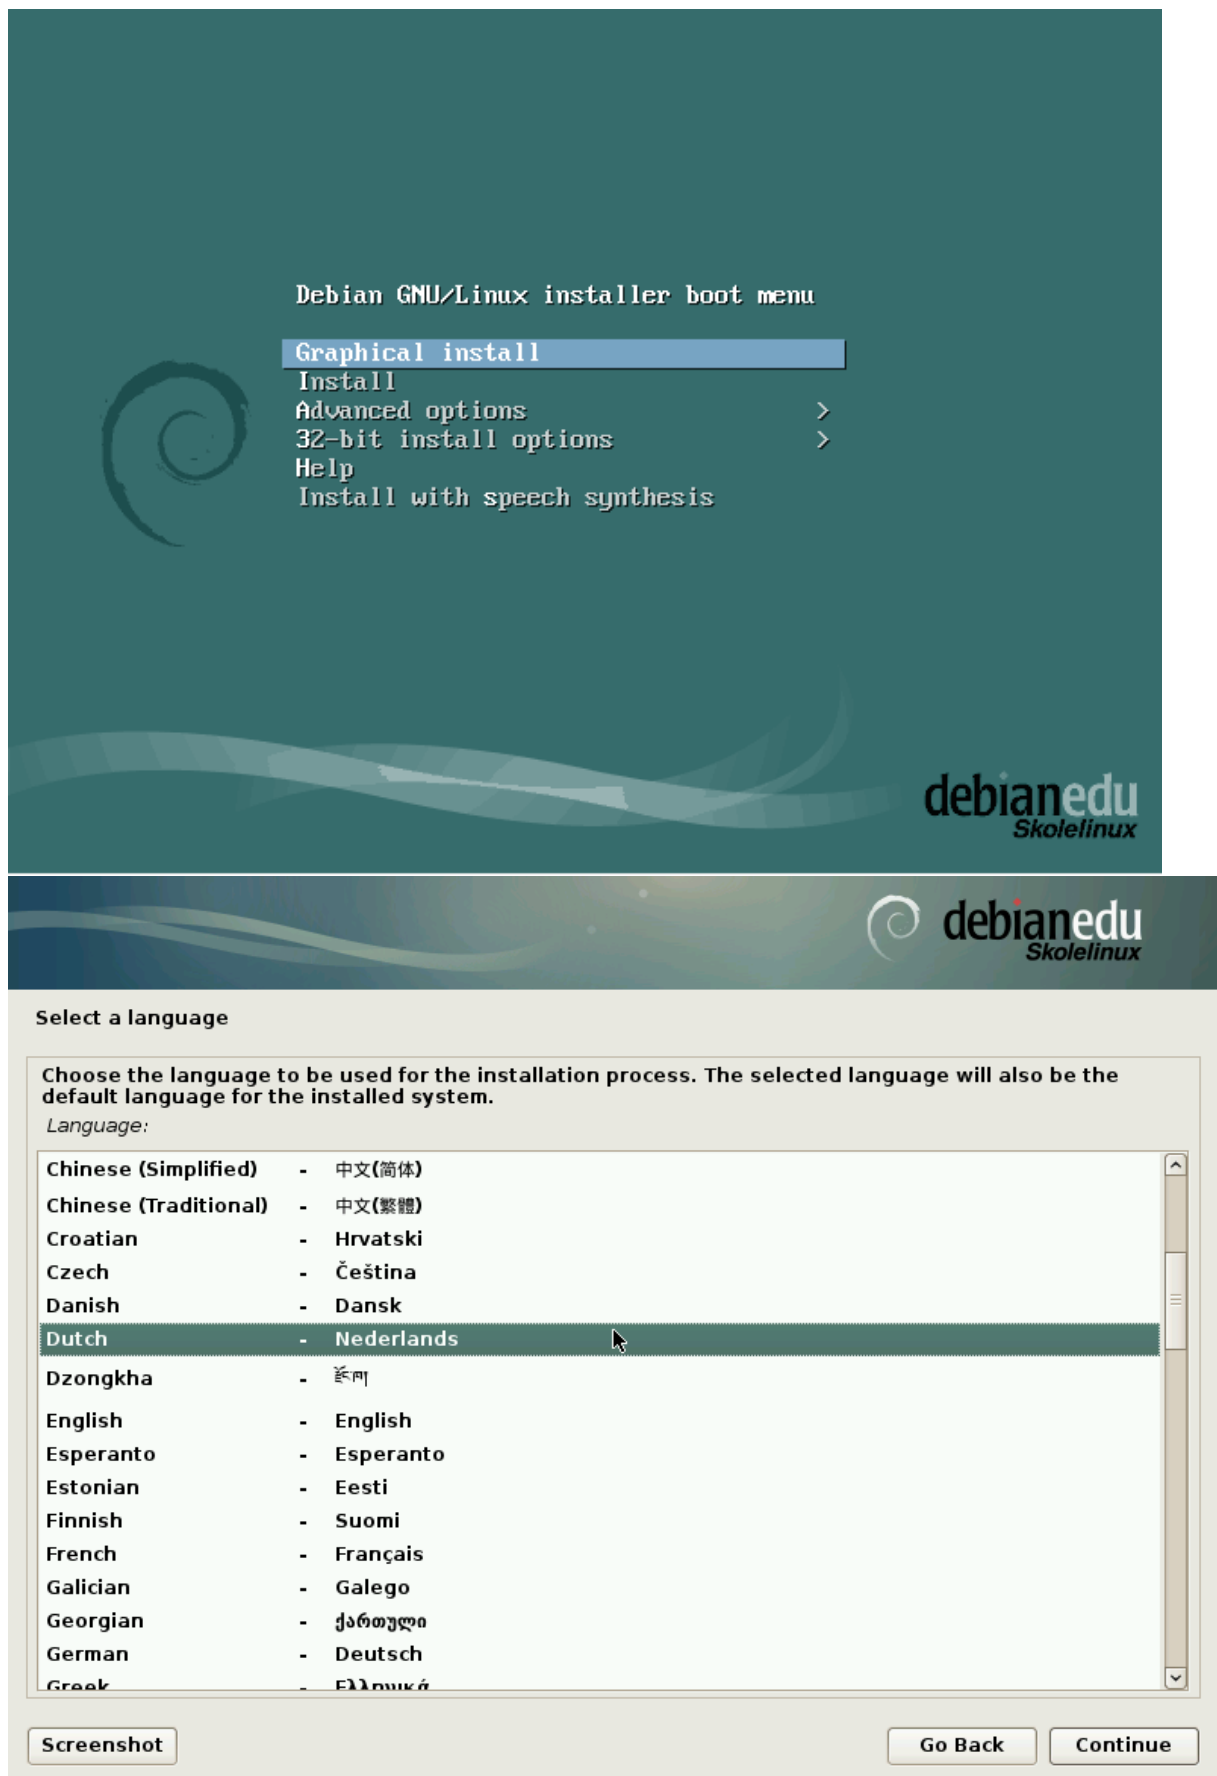 Debian GNU/Linux installer boot menu
Graphical install
Install
Advanced options >
32-bit install options >
Help
Install with speech synthesis
debianedu
Skolelinux
debianedu
Skolelinux
Select a language
Choose the language to be used for the installation process. The selected language will also be the
default language for the installed system.
Language:
Chinese (Simplified) - 中文(简体)
Chinese (Traditional) - 中文(繁體)
Croatian - Hrvatski
Czech - Čeština
Danish - Dansk
Dutch - Nederlands
Dzongkha - རྫོང་ཁ།
English - English
Esperanto - Esperanto
Estonian - Eesti
Finnish - Suomi
French - Français
Galician - Galego
Georgian - ქართული
German - Deutsch
Greek - Ελληνικά
Screenshot Go Back Continue